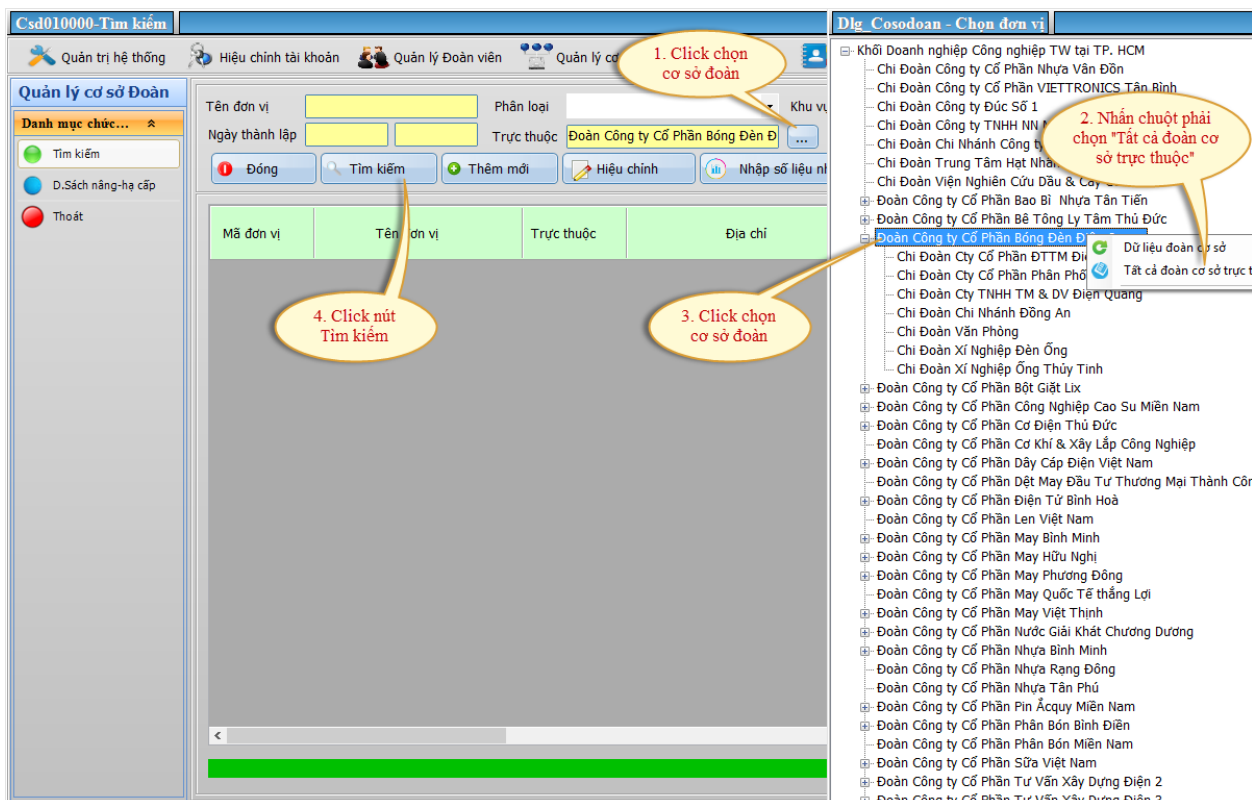 Csd010000-Tìm kiếm
Quản trị hệ thống
Hiệu chỉnh tài khoản
Quản lý Đoàn viên
Quản lý cơ
1. Click chọn
cơ sở đoàn
Quản lý cơ sở Đoàn
Danh mục chức...
Tìm kiếm
D.Sách nâng-hạ cấp
Thoát
Tên đơn vị
Phân loại
Khu vự
Ngày thành lập
Trực thuộc
Đoàn Công ty Cổ Phần Bóng Đèn Đ
...
Đóng
Tìm kiếm
Thêm mới
Hiệu chỉnh
Nhập số liệu nh
Mã đơn vị
Tên đơn vị
Trực thuộc
Địa chỉ
4. Click nút
Tìm kiếm
3. Click chọn
cơ sở đoàn
Dlg_Cosodoan - Chọn đơn vị
Khối Doanh nghiệp Công nghiệp TW tại TP. HCM
Chi Đoàn Công ty Cổ Phần Nhựa Vân Đồn
Chi Đoàn Công ty Cổ Phần VIETTRONICS Tân Bình
Chi Đoàn Công ty Đúc Số 1
Chi Đoàn Công ty TNHH NN
Chi Đoàn Chi Nhánh Công ty
Chi Đoàn Trung Tâm Hạt Nhân
Chi Đoàn Viện Nghiên Cứu Dầu & Cây
2. Nhấn chuột phải
chọn "Tất cả đoàn cơ
sở trực thuộc"
Đoàn Công ty Cổ Phần Bao Bì Nhựa Tân Tiến
Đoàn Công ty Cổ Phần Bê Tông Ly Tâm Thủ Đức
Đoàn Công ty Cổ Phần Bóng Đèn
Dữ liệu đoàn cơ sở
Tất cả đoàn cơ sở trực t
Chi Đoàn Cty Cổ Phần ĐTTM
Chi Đoàn Cty Cổ Phần Phân Phố
Chi Đoàn Cty TNHH TM & DV Điện Quang
Chi Đoàn Chi Nhánh Đồng An
Chi Đoàn Văn Phòng
Chi Đoàn Xí Nghiệp Đèn Ống
Chi Đoàn Xí Nghiệp Ống Thủy Tinh
Đoàn Công ty Cổ Phần Bột Giặt Lix
Đoàn Công ty Cổ Phần Công Nghiệp Cao Su Miền Nam
Đoàn Công ty Cổ Phần Cơ Điện Thủ Đức
Đoàn Công ty Cổ Phần Cơ Khí & Xây Lắp Công Nghiệp
Đoàn Công ty Cổ Phần Dây Cáp Điện Việt Nam
Đoàn Công ty Cổ Phần Dệt May Đầu Tư Thương Mại Thành Côn
Đoàn Công ty Cổ Phần Điện Tử Bình Hoà
Đoàn Công ty Cổ Phần Len Việt Nam
Đoàn Công ty Cổ Phần May Bình Minh
Đoàn Công ty Cổ Phần May Hữu Nghị
Đoàn Công ty Cổ Phần May Phương Đông
Đoàn Công ty Cổ Phần May Quốc Tế thắng Lợi
Đoàn Công ty Cổ Phần May Việt Thịnh
Đoàn Công ty Cổ Phần Nước Giải Khát Chương Dương
Đoàn Công ty Cổ Phần Nhựa Bình Minh
Đoàn Công ty Cổ Phần Nhựa Rạng Đông
Đoàn Công ty Cổ Phần Nhựa Tân Phú
Đoàn Công ty Cổ Phần Pin Ắcquy Miền Nam
Đoàn Công ty Cổ Phần Phân Bón Bình Điền
Đoàn Công ty Cổ Phần Phân Bón Miền Nam
Đoàn Công ty Cổ Phần Sữa Việt Nam
Đoàn Công ty Cổ Phần Tư Vấn Xây Dựng Điện 2
Đoàn Công ty Cổ Phần Tư Vấn Xây Dựng Điện 3